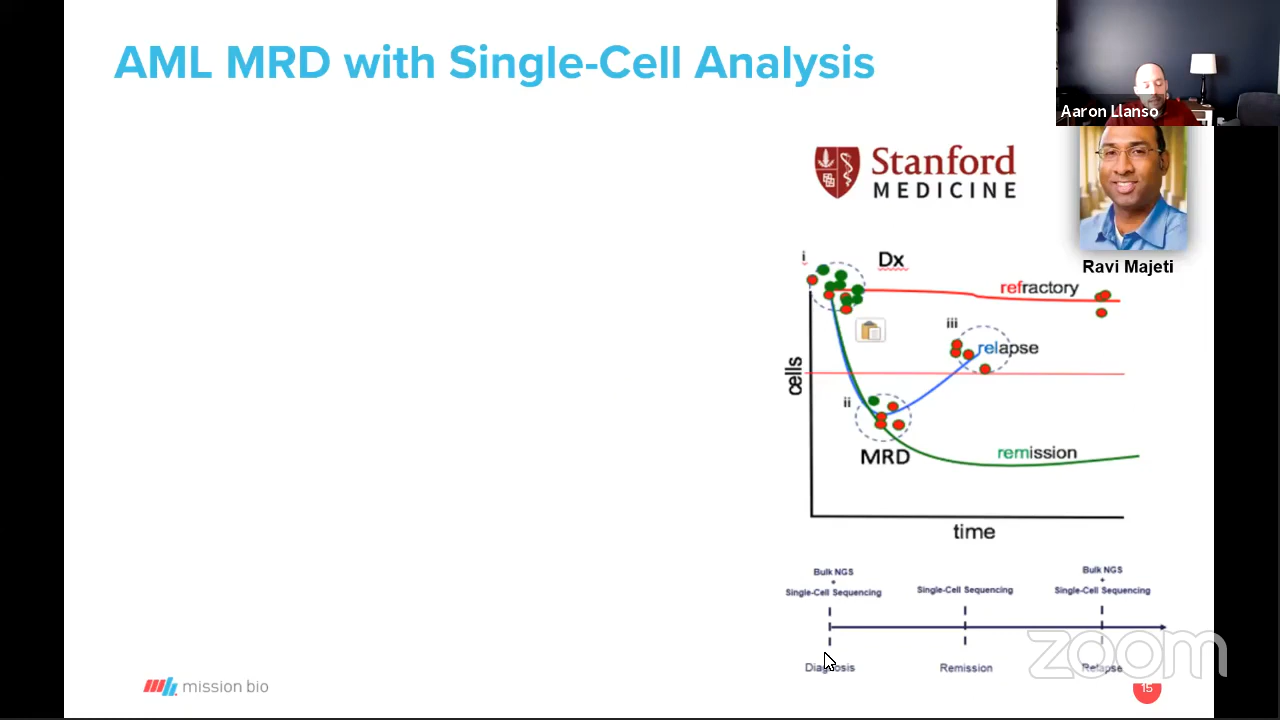 AML MRD with Single-Cell Analysis
Aaron Llanso
Stanford
MEDICINE
Ravi Majeti
i
Dx
refractory
iii
relapse
cells
ii
MRD
remission
time
Bulk NGS
+
Single-Cell Sequencing
Single-Cell Sequencing
Bulk NGS
+
Single-Cell Sequencing
Diagnosis
Remission
Relapse
zoom
mission bio
15